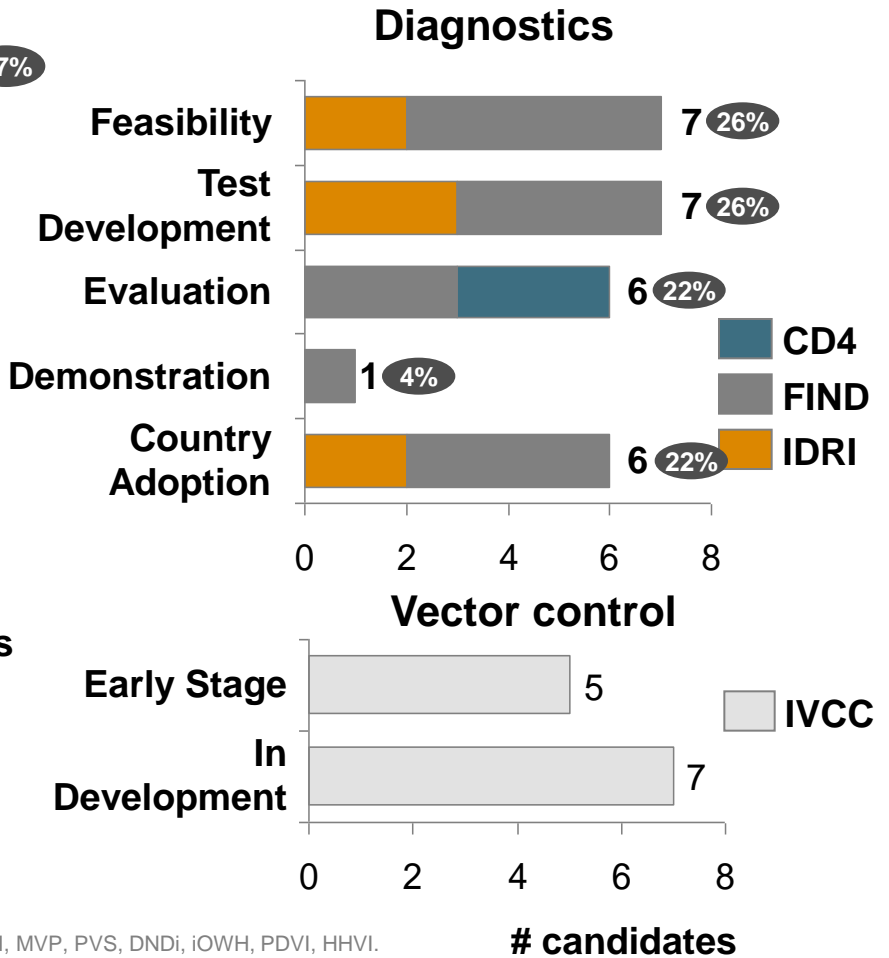 Diagnostics
7%
Feasibility
7 26%
Test
Development
7 26%
Evaluation
6 22%
Demonstration
1 4%
Country
Adoption
6 22%
CD4
FIND
IDRI
0 2 4 6 8
Vector control
s
Early Stage
5
In
Development
7
IVCC
0 2 4 6 8
# candidates
, MVP, PVS, DNDi, iOWH, PDVI, HHVI.